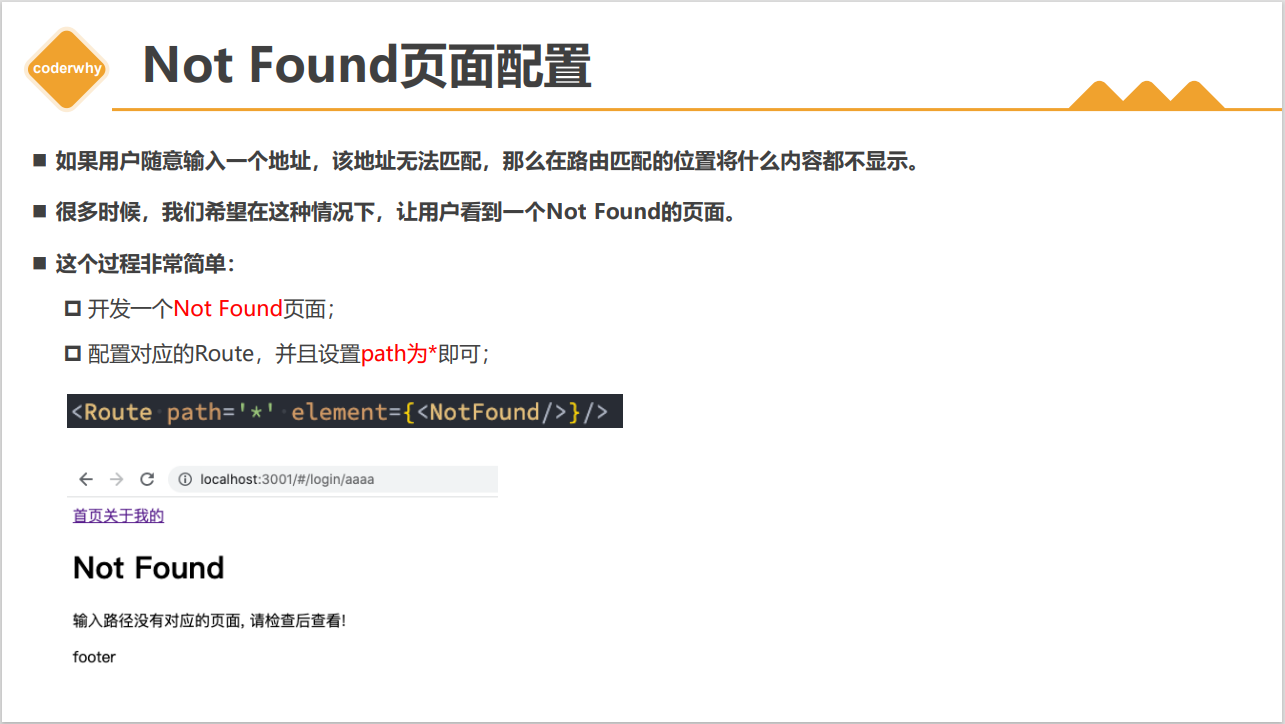 coderwhy
Not Found页面配置
如果用户随意输入一个地址，该地址无法匹配，那么在路由匹配的位置将什么内容都不显示。
很多时候，我们希望在这种情况下，让用户看到一个Not Found的页面。
这个过程非常简单：
开发一个Not Found页面；
配置对应的Route，并且设置path为*即可；
<Route path='*' element={<NotFound/>}/>
localhost:3001/#/login/aaaa
首页关于我的
Not Found
输入路径没有对应的页面, 请检查后查看!
footer